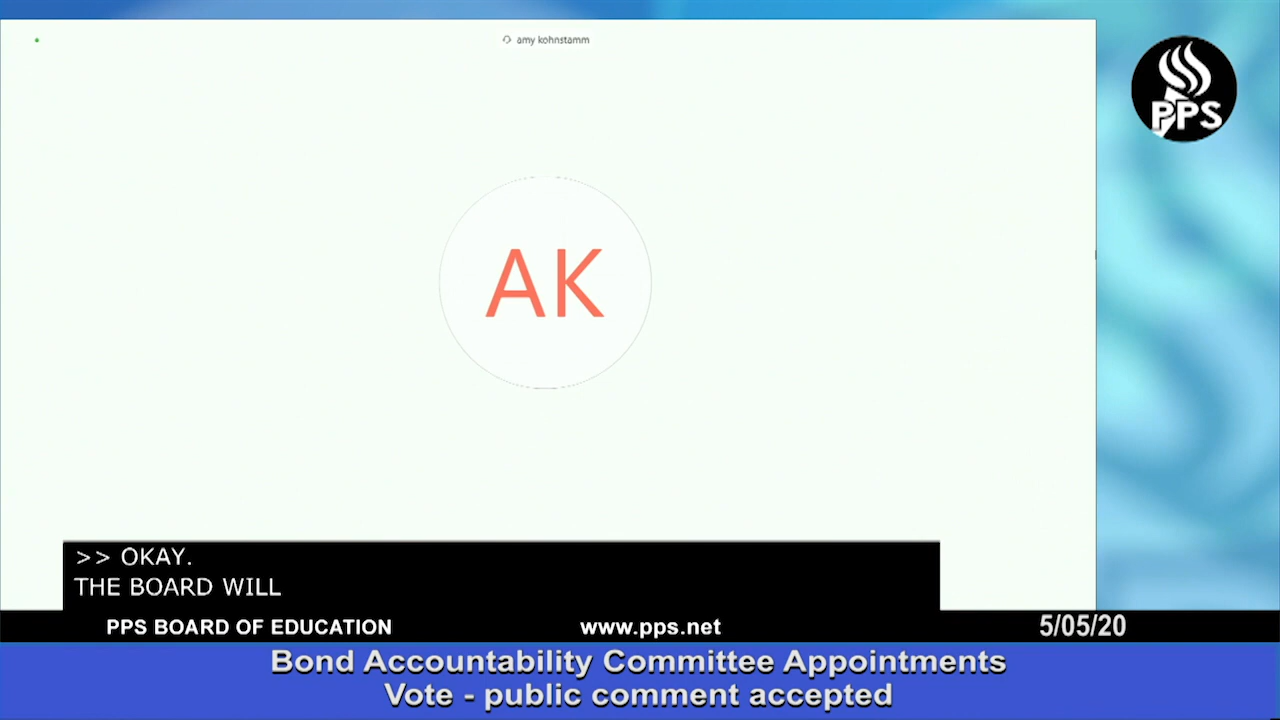 amy kohnstamm
PPS
AK
>> OKAY.
THE BOARD WILL
PPS BOARD OF EDUCATION www.pps.net 5/05/20
Bond Accountability Committee Appointments
Vote - public comment accepted